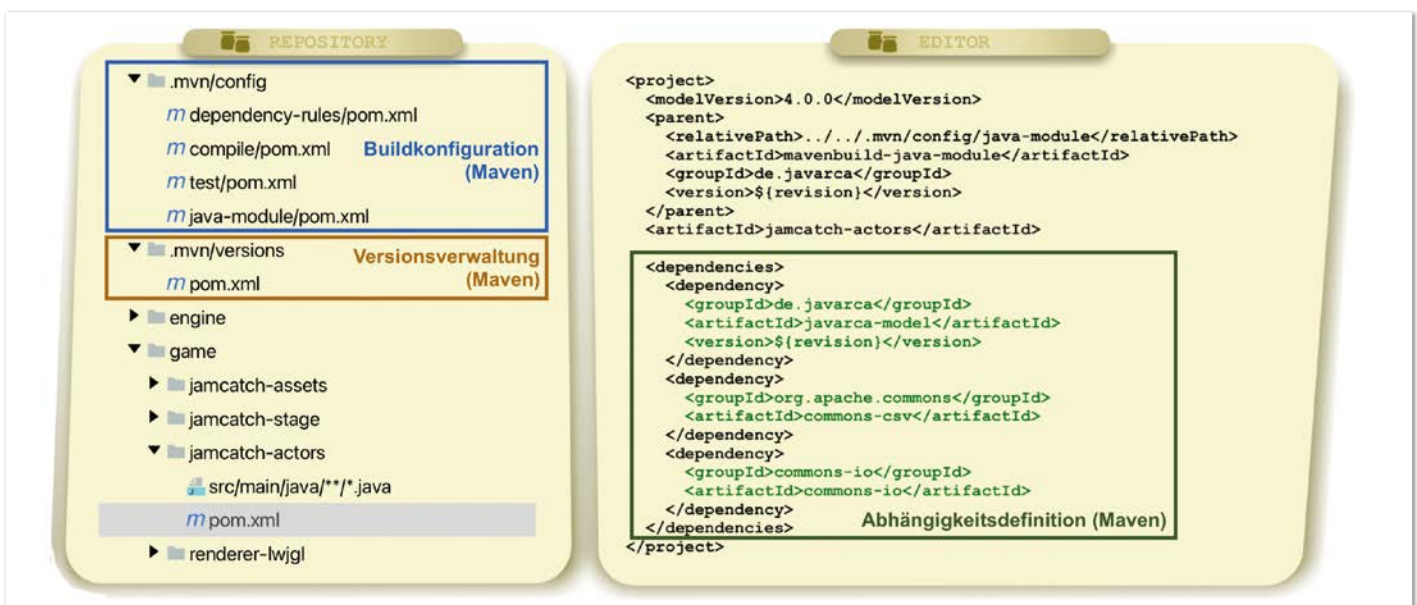 REPOSITORY
.mvn/config
m dependency-rules/pom.xml
m compile/pom.xml
Buildkonfiguration
(Maven)
m test/pom.xml
m java-module/pom.xml
.mvn/versions
Versionsverwaltung
(Maven)
m pom.xml
engine
game
jamcatch-assets
jamcatch-stage
jamcatch-actors
src/main/java/**/*.java
m pom.xml
renderer-lwjgl
EDITOR
<project>
<modelVersion>4.0.0</modelVersion>
<parent>
<relativePath>../../.mvn/config/java-module</relativePath>
<artifactId>mavenbuild-java-module</artifactId>
<groupId>de.javarca</groupId>
<version>${revision}</version>
</parent>
<artifactId>jamcatch-actors</artifactId>
<dependencies>
<dependency>
<groupId>de.javarca</groupId>
<artifactId>javarca-model</artifactId>
<version>${revision}</version>
</dependency>
<dependency>
<groupId>org.apache.commons</groupId>
<artifactId>commons-csv</artifactId>
</dependency>
<dependency>
<groupId>commons-io</groupId>
<artifactId>commons-io</artifactId>
</dependency>
</dependencies>
Abhängigkeitsdefinition (Maven)
</project>